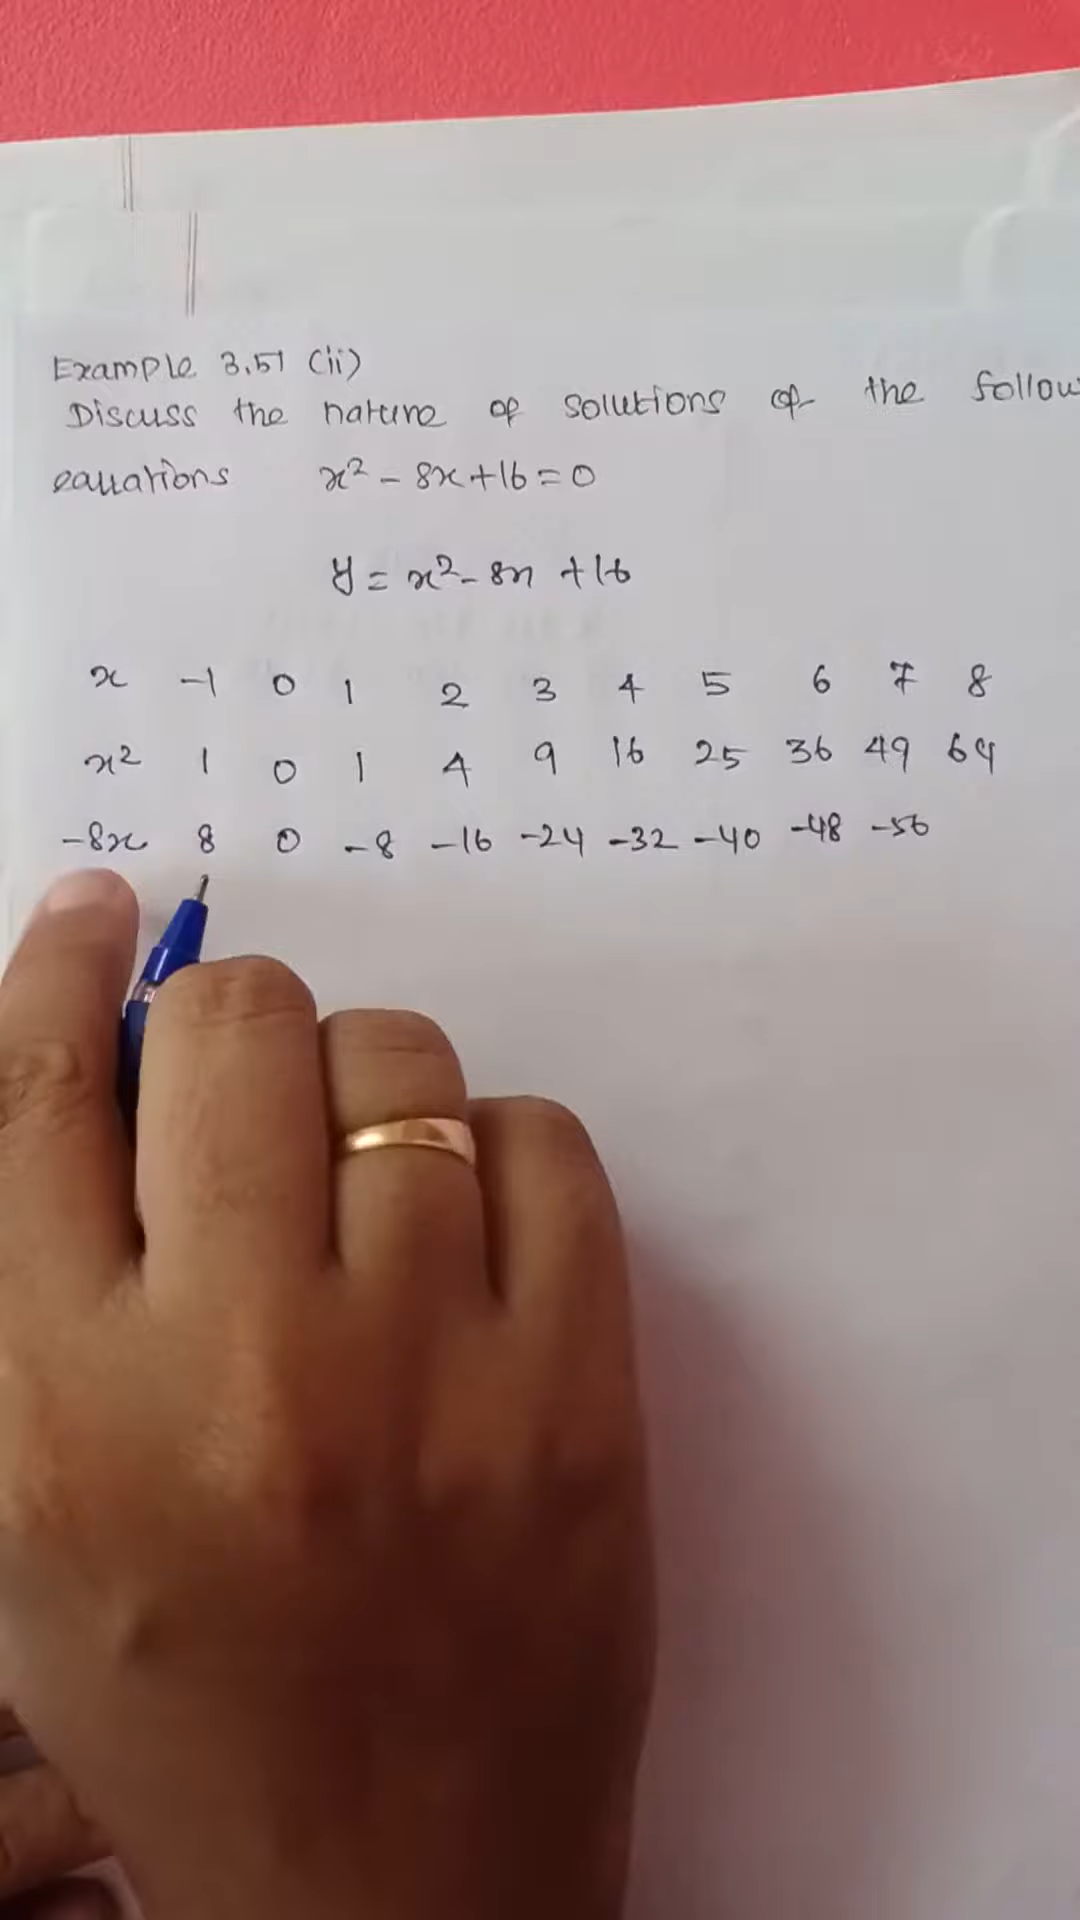 Example 3.51 (ii)
Discuss the nature of solutions of the follow
equations x² - 8x + 16 = 0
y = x² - 8x + 16
x -1 0 1 2 3 4 5 6 7 8
x² 1 0 1 4 9 16 25 36 49 64
-8x 8 0 -8 -16 -24 -32 -40 -48 -56